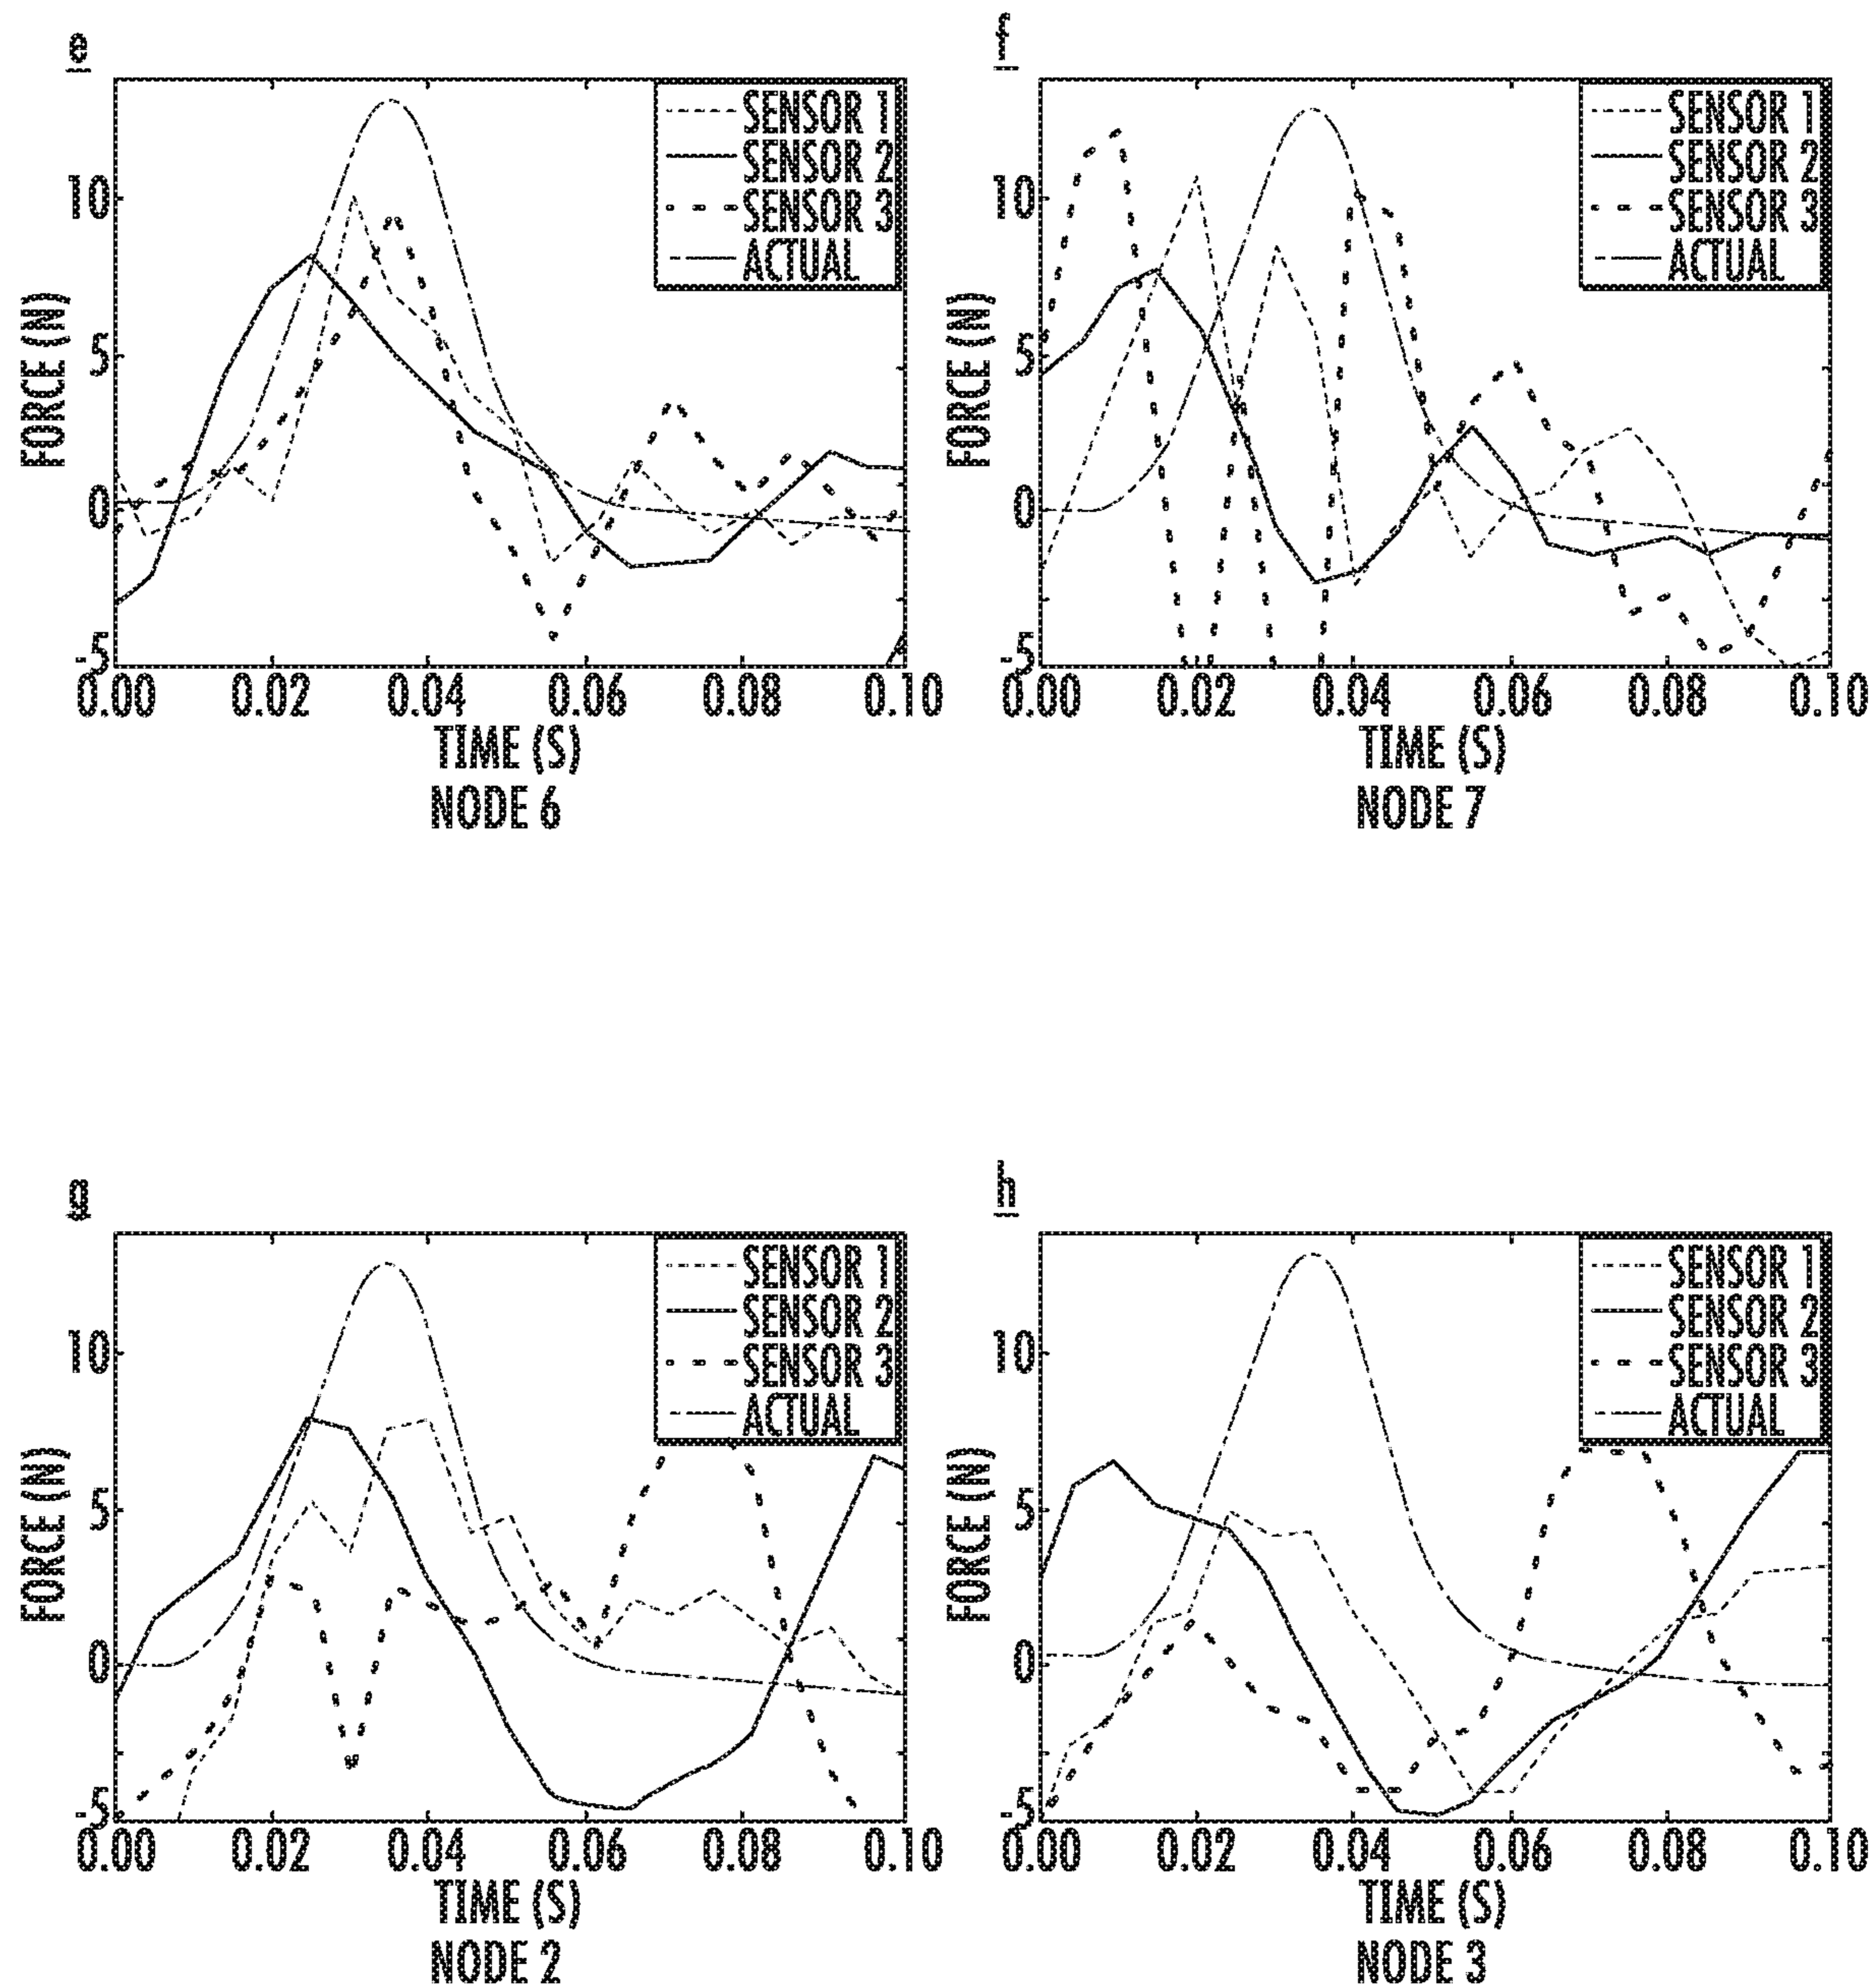 e
SENSOR 1
SENSOR 2
SENSOR 3
ACTUAL
10
5
0
-5
FORCE (N)
0.00 0.02 0.04 0.06 0.08 0.10
TIME (S)
NODE 6
f
SENSOR 1
SENSOR 2
SENSOR 3
ACTUAL
10
5
0
-5
FORCE (N)
0.00 0.02 0.04 0.06 0.08 0.10
TIME (S)
NODE 7
g
SENSOR 1
SENSOR 2
SENSOR 3
ACTUAL
10
5
0
-5
FORCE (N)
0.00 0.02 0.04 0.06 0.08 0.10
TIME (S)
NODE 2
h
SENSOR 1
SENSOR 2
SENSOR 3
ACTUAL
10
5
0
-5
FORCE (N)
0.00 0.02 0.04 0.06 0.08 0.10
TIME (S)
NODE 3